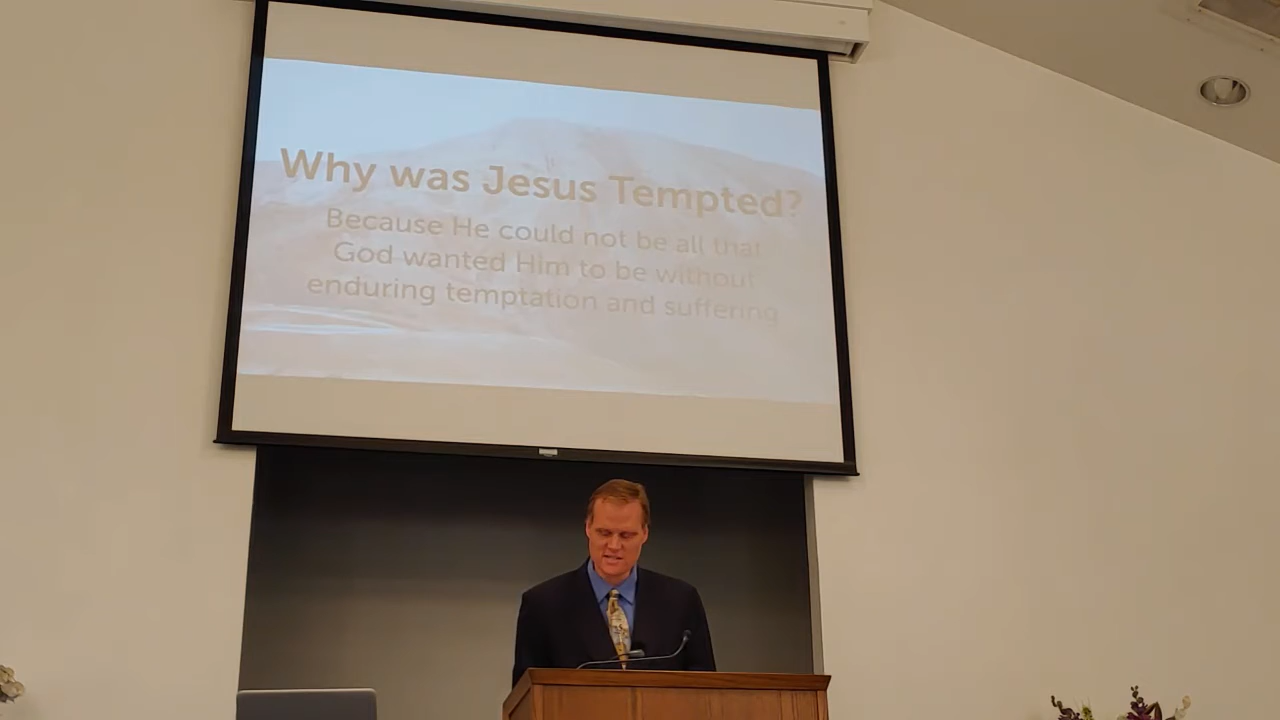 Why was Jesus Tempted?
Because He could not be all that
God wanted Him to be without
enduring temptation and suffering